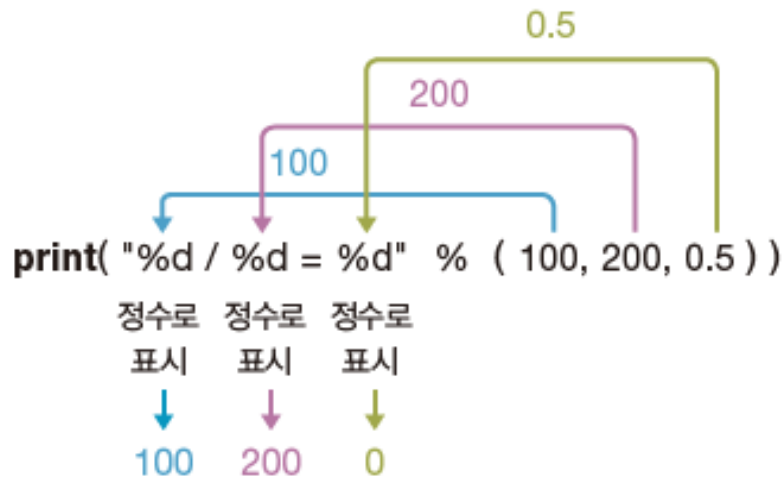 0.5
200
100
print( "%d / %d = %d" % ( 100, 200, 0.5 ) )
정수로 정수로 정수로
표시 표시 표시
100 200 0